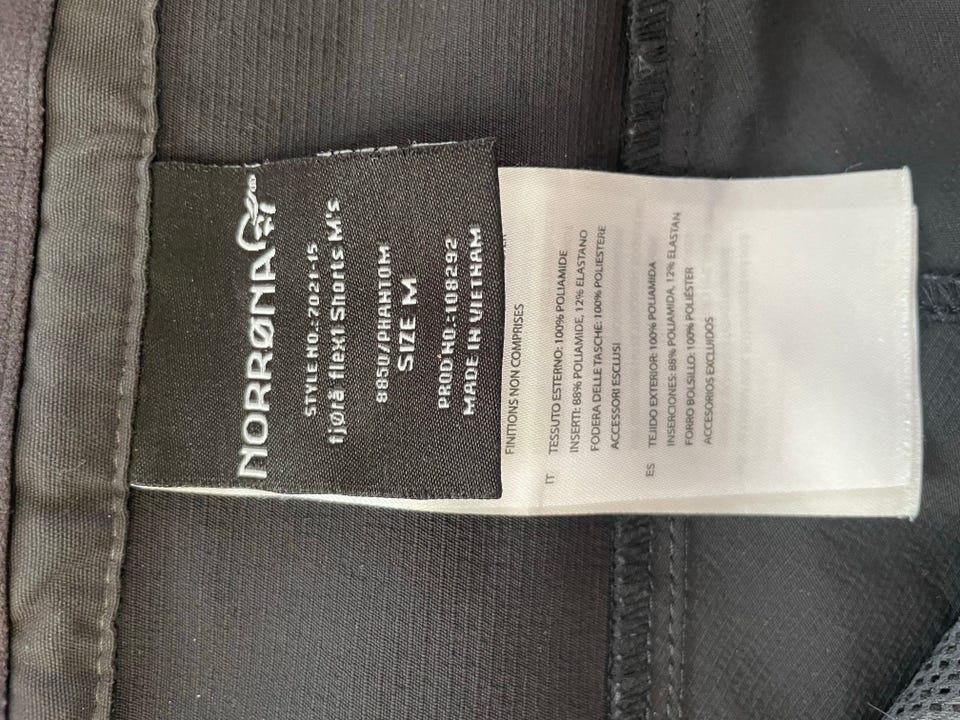 NORRØNA®
STYLE NO.:7021-15
fjørå flex1 Shorts M's
8850/PHANTOM
SIZE M
PROD NO.:108292
MADE IN VIETNAM
FINITIONS NON COMPRISES
IT TESSUTO ESTERNO: 100% POLIAMIDE
INSERTI: 88% POLIAMIDE, 12% ELASTANO
FODERA DELLE TASCHE: 100% POLIESTERE
ACCESSORI ESCLUSI
ES TEJIDO EXTERIOR: 100% POLIAMIDA
INSERCIONES: 88% POLIAMIDA, 12% ELASTAN
FORRO BOLSILLO: 100% POLIÉSTER
ACCESORIOS EXCLUIDOS